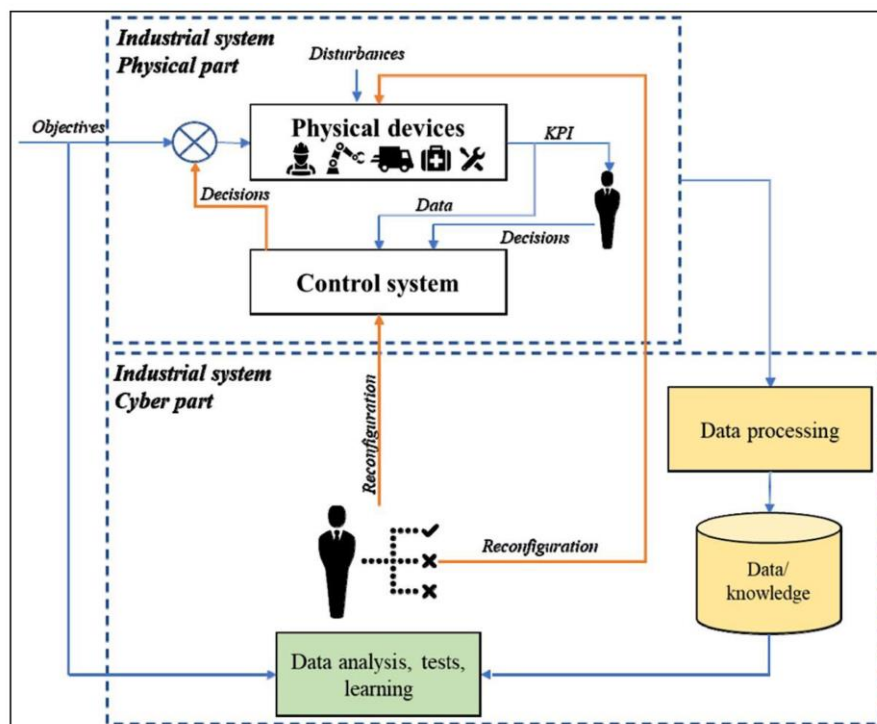 Industrial system
Physical part
Disturbances
Objectives
Physical devices
KPI
Decisions
Data
Decisions
Control system
Industrial system
Cyber part
Reconfiguration
Data processing
Reconfiguration
Data/
knowledge
Data analysis, tests,
learning